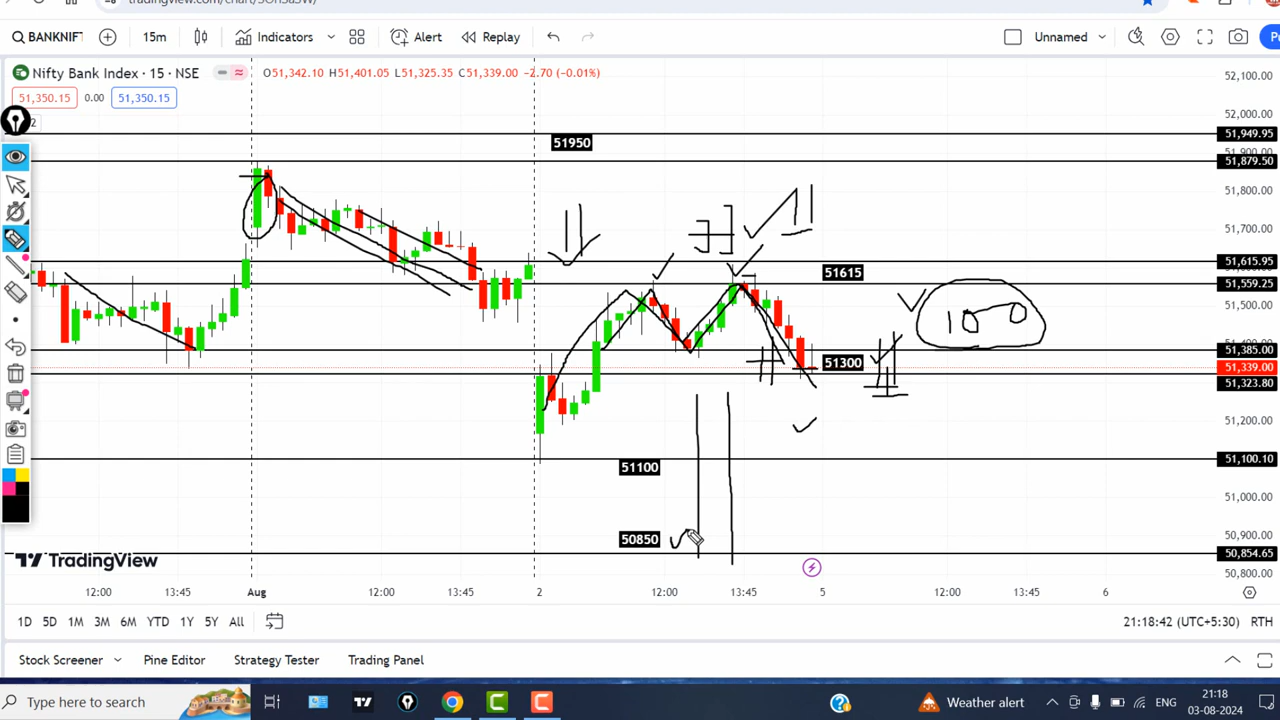 BANKNIFT
15m
Indicators
Alert
Replay
Unnamed
Nifty Bank Index · 15 · NSE
O51,342.10 H51,401.05 L51,325.35 C51,339.00 −2.70 (−0.01%)
51,350.15 0.00 51,350.15
2
52,100.00
52,000.00
51950
51,949.95
51,879.50
51,800.00
51,700.00
51,615.95
51615
51,559.25
51,500.00
100
51,385.00
51300
51,339.00
51,323.80
51,200.00
51100
51,100.10
51,000.00
50,900.00
50850
50,854.65
50,800.00
TradingView
12:00 13:45 Aug 12:00 13:45 2 12:00 13:45 5 12:00 13:45 6
1D 5D 1M 3M 6M YTD 1Y 5Y All
21:18:42 (UTC+5:30) RTH
Stock Screener Pine Editor Strategy Tester Trading Panel
Type here to search
Weather alert
ENG
21:18
03-08-2024